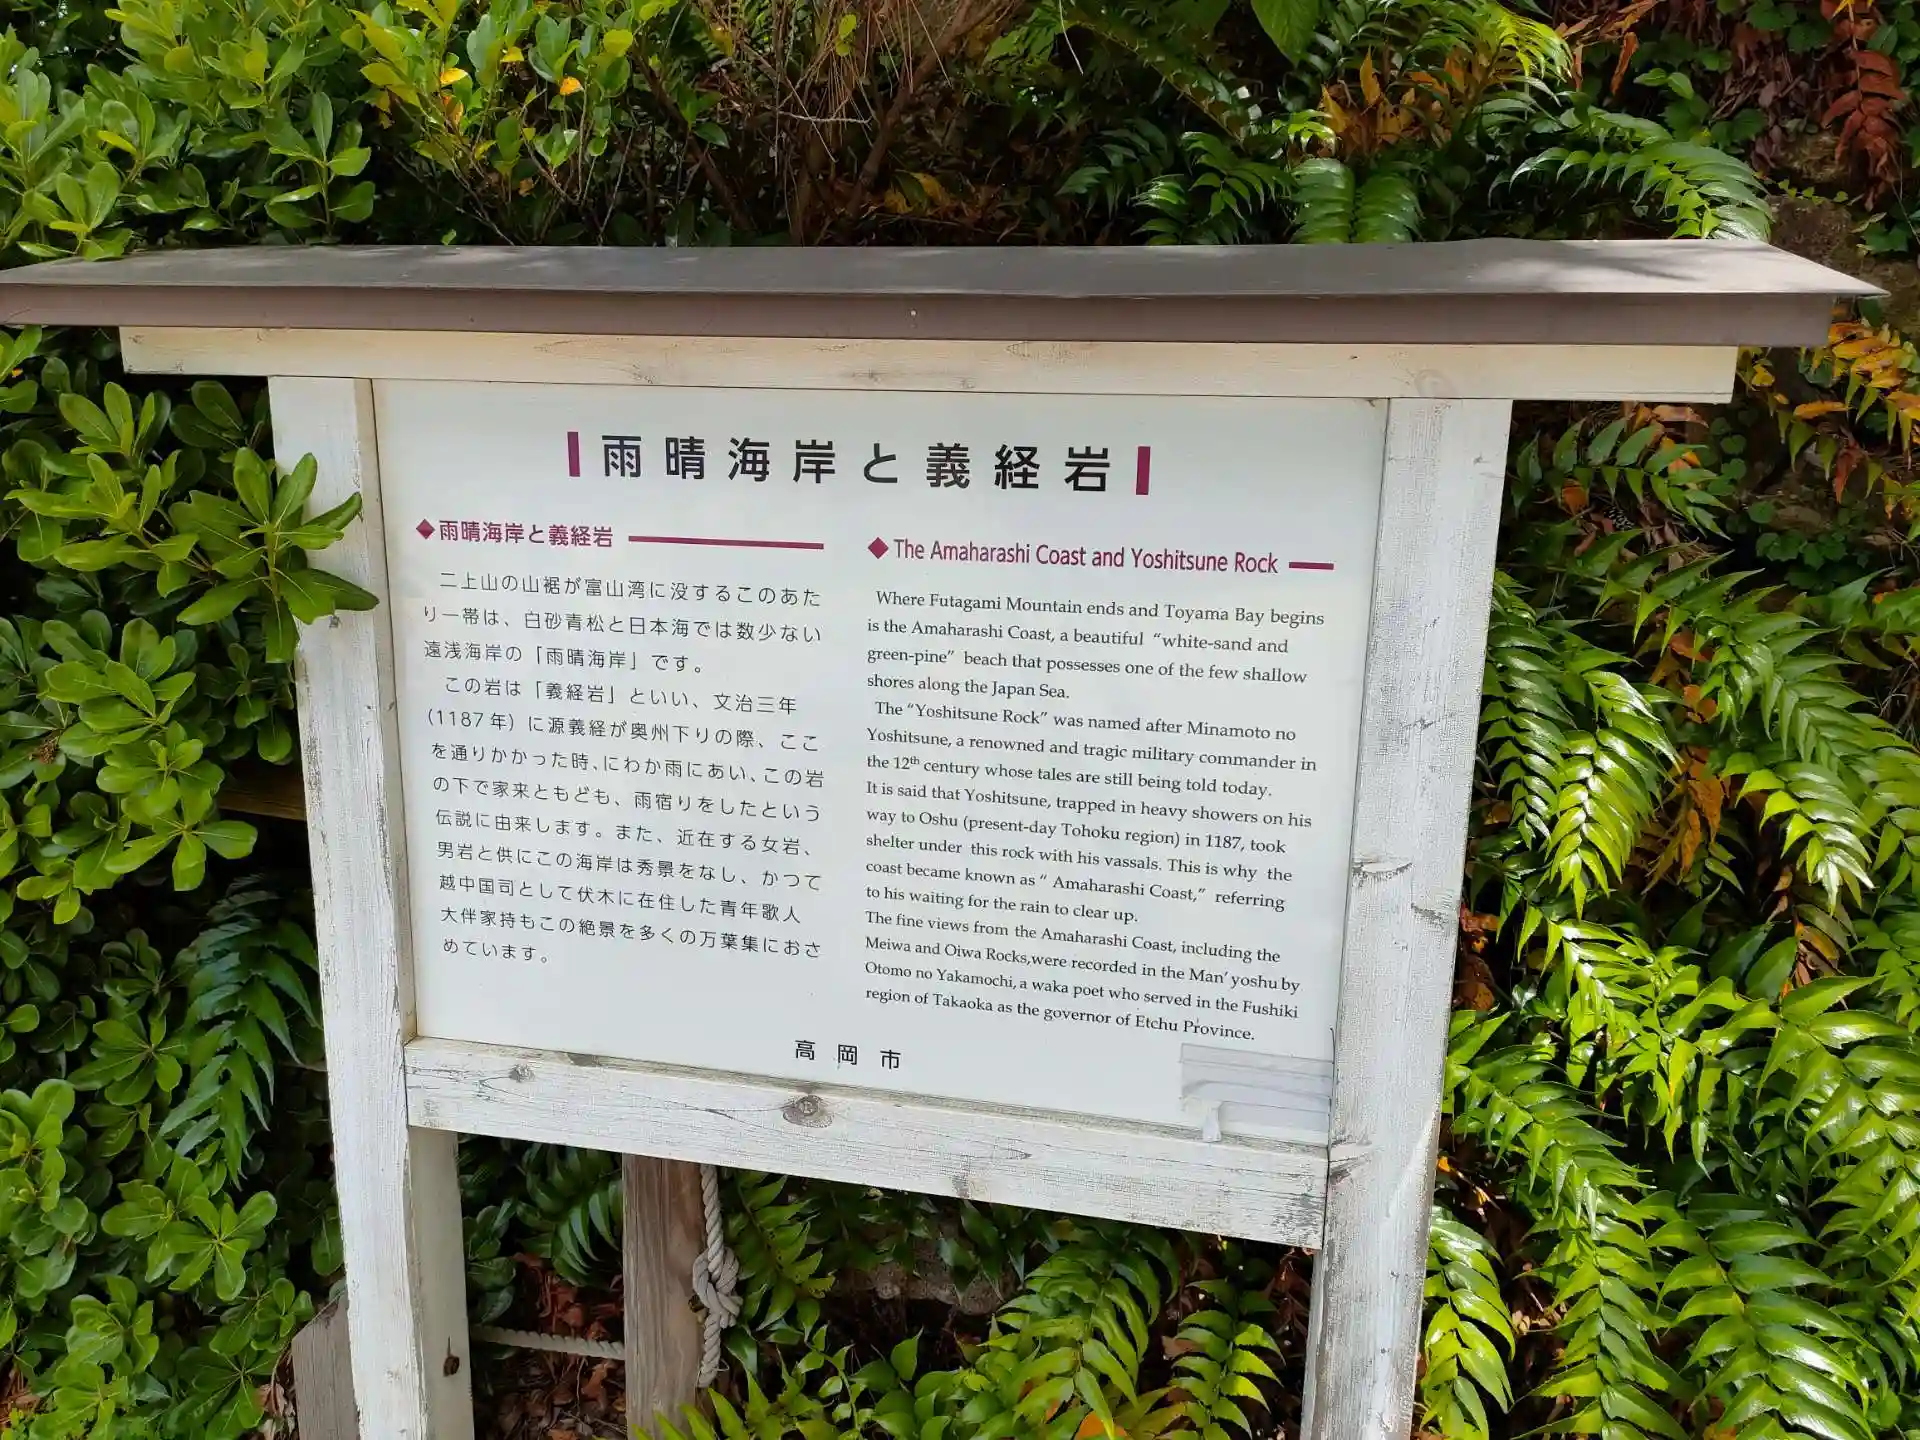 雨晴海岸と義経岩
◆雨晴海岸と義経岩
二上山の山裾が富山湾に没するこのあた
り一帯は、白砂青松と日本海では数少ない
遠浅海岸の「雨晴海岸」です。
この岩は「義経岩」といい、文治三年
(1187年) に源義経が奥州下りの際、ここ
を通りかかった時、にわか雨にあい、この岩
の下で家来ともども、雨宿りをしたという
伝説に由来します。また、近在する女岩、
男岩と供にこの海岸は秀景をなし、かつて
越中国司として伏木に在住した青年歌人
大伴家持もこの絶景を多くの万葉集におさ
めています。
◆The Amaharashi Coast and Yoshitsune Rock
Where Futagami Mountain ends and Toyama Bay begins
is the Amaharashi Coast, a beautiful “white-sand and
green-pine” beach that possesses one of the few shallow
shores along the Japan Sea.
The “Yoshitsune Rock” was named after Minamoto no
Yoshitsune, a renowned and tragic military commander in
the 12th century whose tales are still being told today.
It is said that Yoshitsune, trapped in heavy showers on his
way to Oshu (present-day Tohoku region) in 1187, took
shelter under this rock with his vassals. This is why the
coast became known as “ Amaharashi Coast,” referring
to his waiting for the rain to clear up.
The fine views from the Amaharashi Coast, including the
Meiwa and Oiwa Rocks,were recorded in the Man’yoshu by
Otomo no Yakamochi, a waka poet who served in the Fushiki
region of Takaoka as the governor of Etchu Province.
高岡市